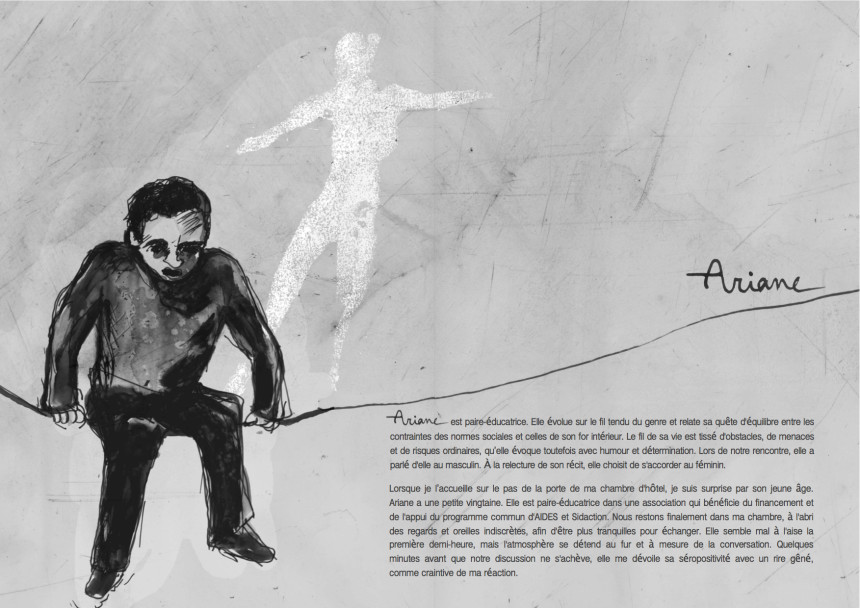 Ariane
Ariane est paire-éducatrice. Elle évolue sur le fil tendu du genre et relate sa quête d'équilibre entre les
contraintes des normes sociales et celles de son for intérieur. Le fil de sa vie est tissé d'obstacles, de menaces
et de risques ordinaires, qu'elle évoque toutefois avec humour et détermination. Lors de notre rencontre, elle a
parlé d'elle au masculin. À la relecture de son récit, elle choisit de s'accorder au féminin.
Lorsque je l'accueille sur le pas de la porte de ma chambre d'hôtel, je suis surprise par son jeune âge.
Ariane a une petite vingtaine. Elle est paire-éducatrice dans une association qui bénéficie du financement et
de l'appui du programme commun d'AIDES et Sidaction. Nous restons finalement dans ma chambre, à l'abri
des regards et oreilles indiscrètes, afin d'être plus tranquilles pour échanger. Elle semble mal à l'aise la
première demi-heure, mais l'atmosphère se détend au fur et à mesure de la conversation. Quelques
minutes avant que notre discussion ne s'achève, elle me dévoile sa séropositivité avec un rire gêné,
comme craintive de ma réaction.